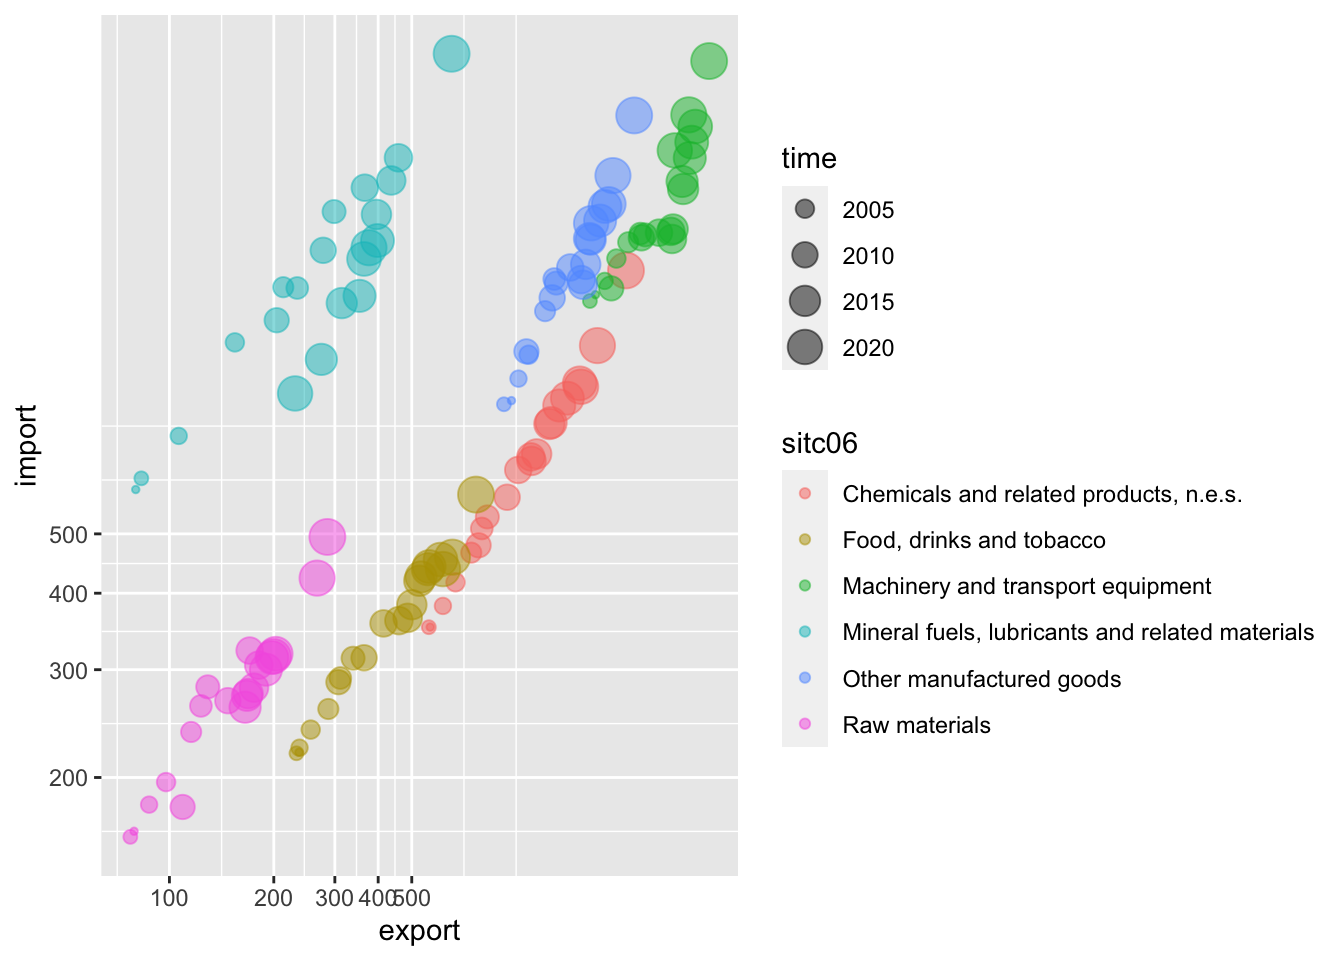 import
500
400
300
200
100
200
300
400
500
export
time
2005
2010
2015
2020
sitc06
Chemicals and related products, n.e.s.
Food, drinks and tobacco
Machinery and transport equipment
Mineral fuels, lubricants and related materials
Other manufactured goods
Raw materials